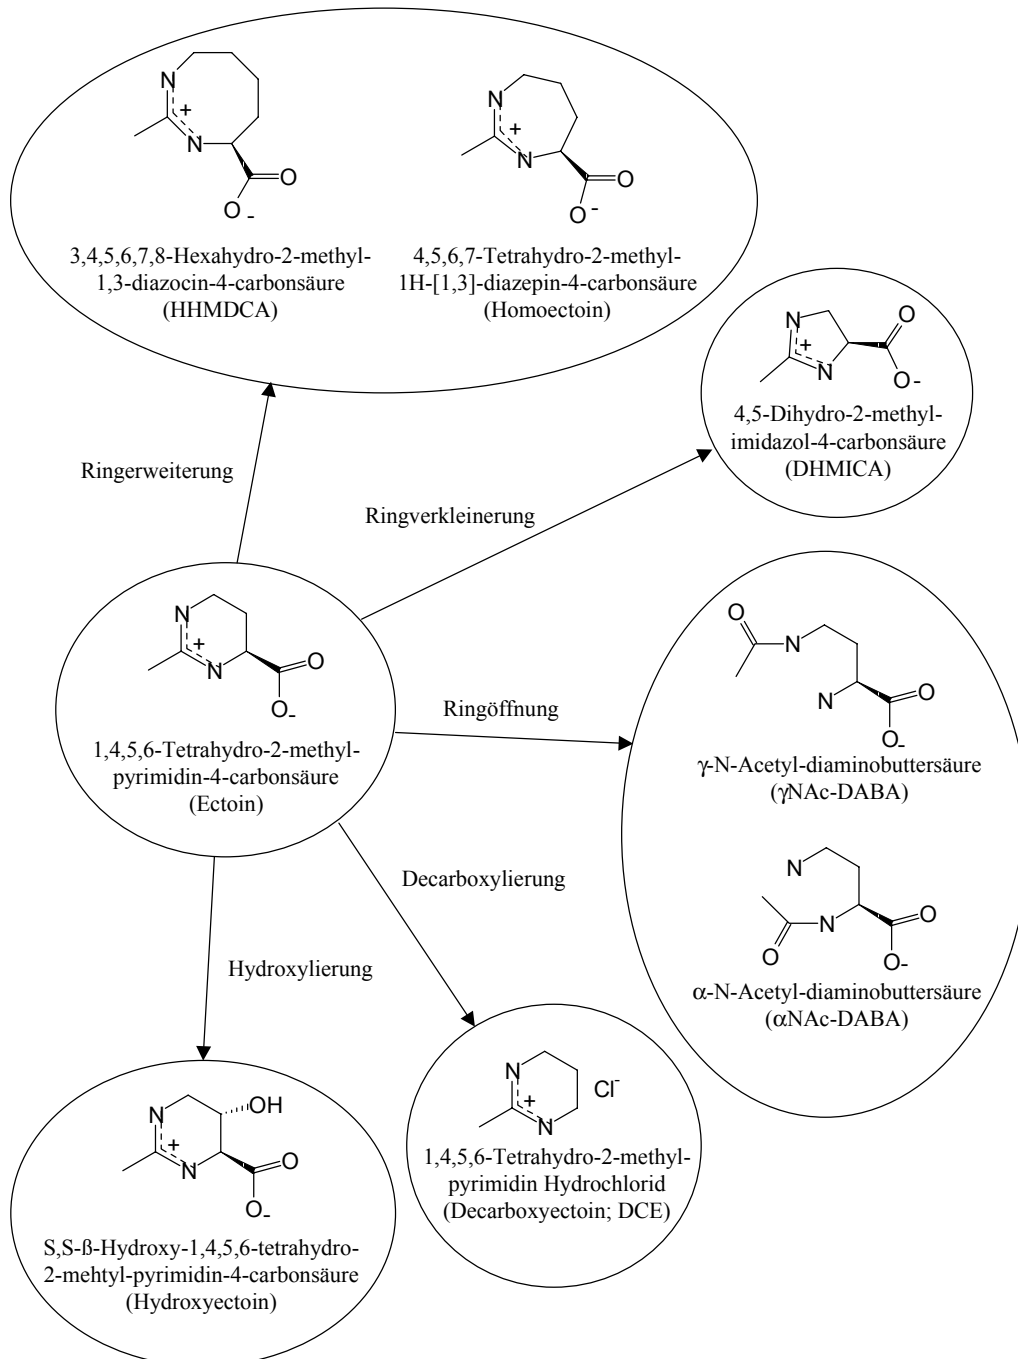 N
N
+
O
O-
3,4,5,6,7,8-Hexahydro-2-methyl-
1,3-diazocin-4-carbonsäure
(HHMDCA)
N
N
+
O
O-
4,5,6,7-Tetrahydro-2-methyl-
1H-[1,3]-diazepin-4-carbonsäure
(Homoectoin)
N
N
+
O
O-
4,5-Dihydro-2-methyl-
imidazol-4-carbonsäure
(DHMICA)
Ringerweiterung
Ringverkleinerung
N
N
+
O
O-
1,4,5,6-Tetrahydro-2-methyl-
pyrimidin-4-carbonsäure
(Ectoin)
Ringöffnung
O
N
N
O
O-
γ-N-Acetyl-diaminobuttersäure
(γNAc-DABA)
N
N
O
O
O-
α-N-Acetyl-diaminobuttersäure
(αNAc-DABA)
Decarboxylierung
Hydroxylierung
N
N
+
OH
O
O-
S,S-ß-Hydroxy-1,4,5,6-tetrahydro-
2-mehtyl-pyrimidin-4-carbonsäure
(Hydroxyectoin)
N
N
+
Cl-
1,4,5,6-Tetrahydro-2-methyl-
pyrimidin Hydrochlorid
(Decarboxyectoin; DCE)